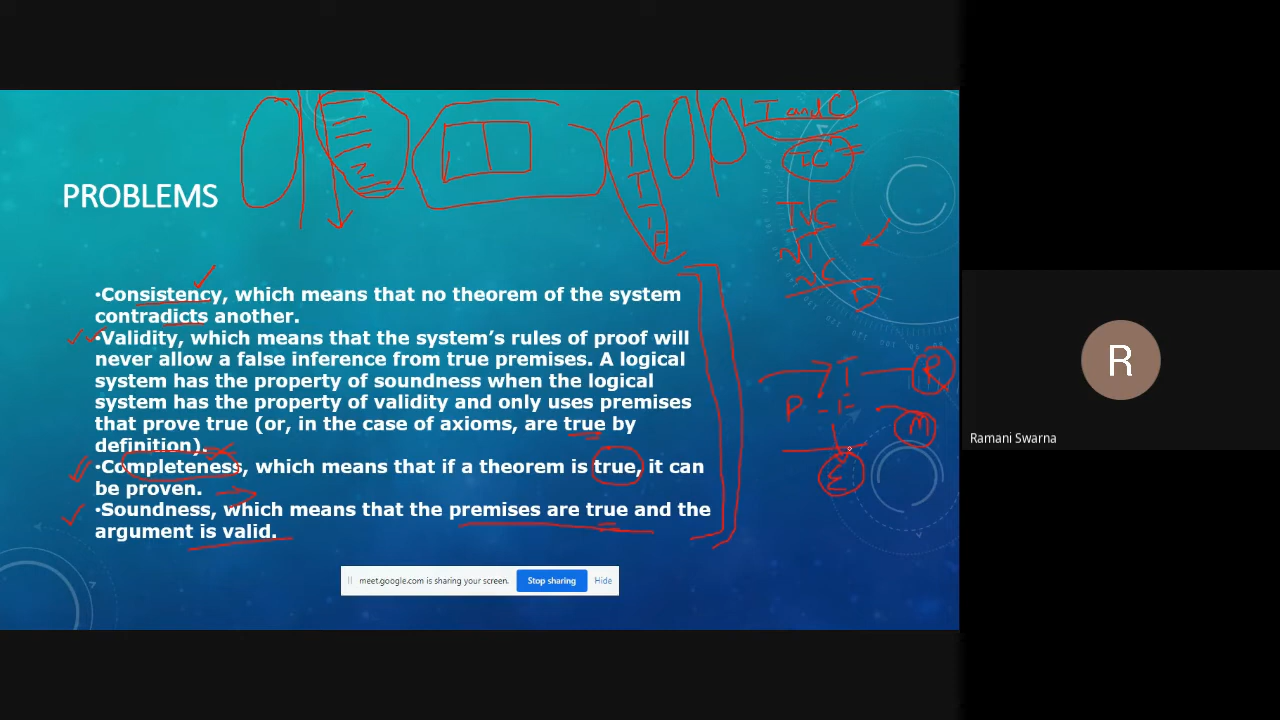 I and C
IC
PROBLEMS
•Consistency, which means that no theorem of the system
contradicts another.
•Validity, which means that the system's rules of proof will
never allow a false inference from true premises. A logical
system has the property of soundness when the logical
system has the property of validity and only uses premises
that prove true (or, in the case of axioms, are true by
definition).
•Completeness, which means that if a theorem is true, it can
be proven.
•Soundness, which means that the premises are true and the
argument is valid.
P
M
meet.google.com is sharing your screen. Stop sharing Hide
R
Ramani Swarna